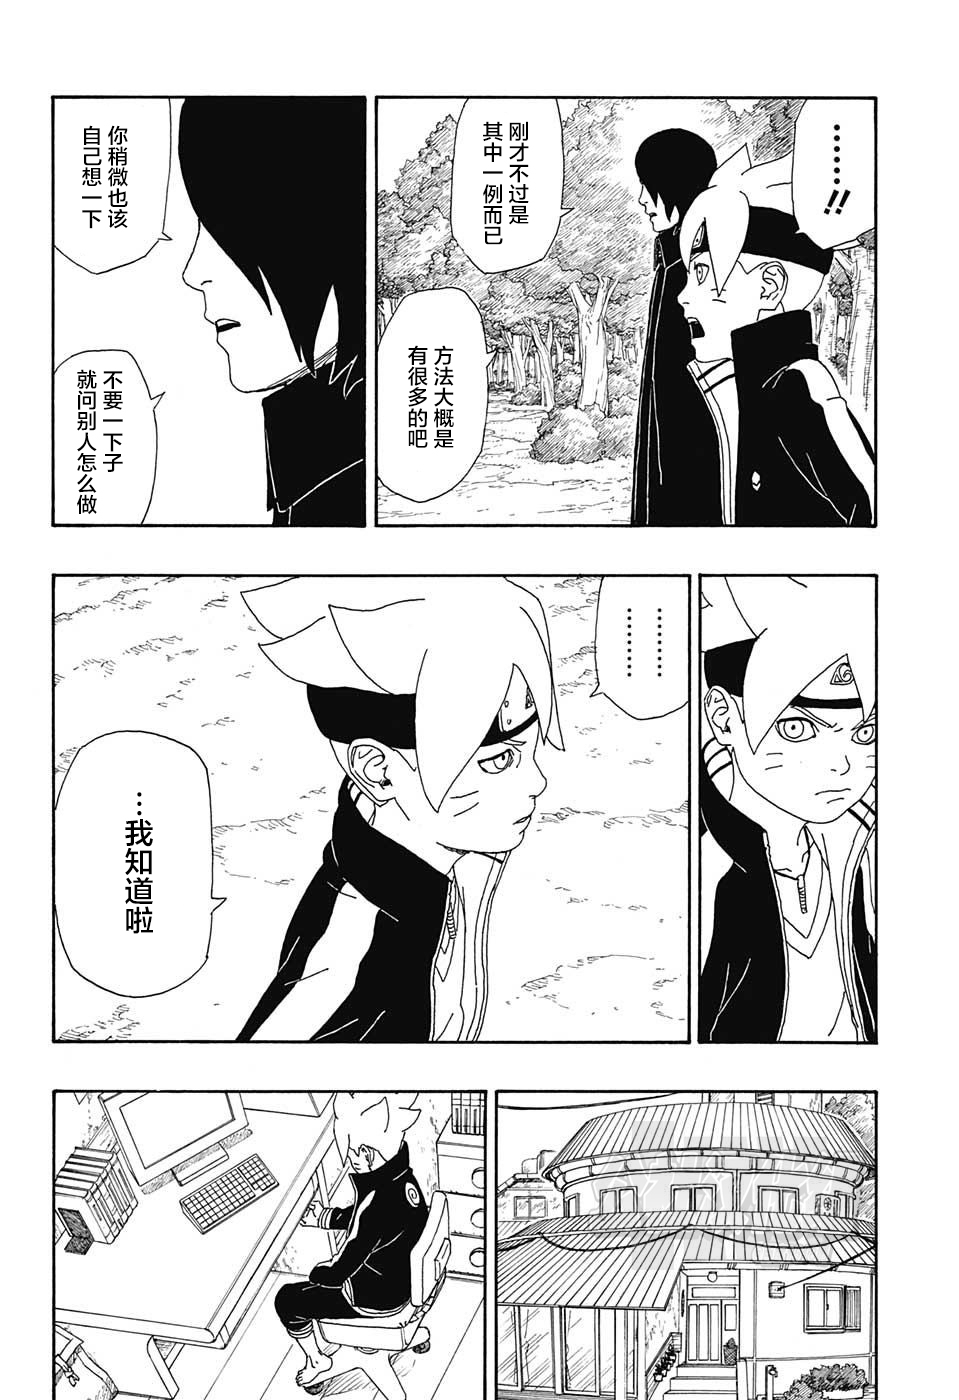 ……!!
刚才不过是
其中一例而已
方法大概是
有很多的吧
你稍微也该
自己想一下
不要一下子
就问别人怎么做
………
………
…我知道啦